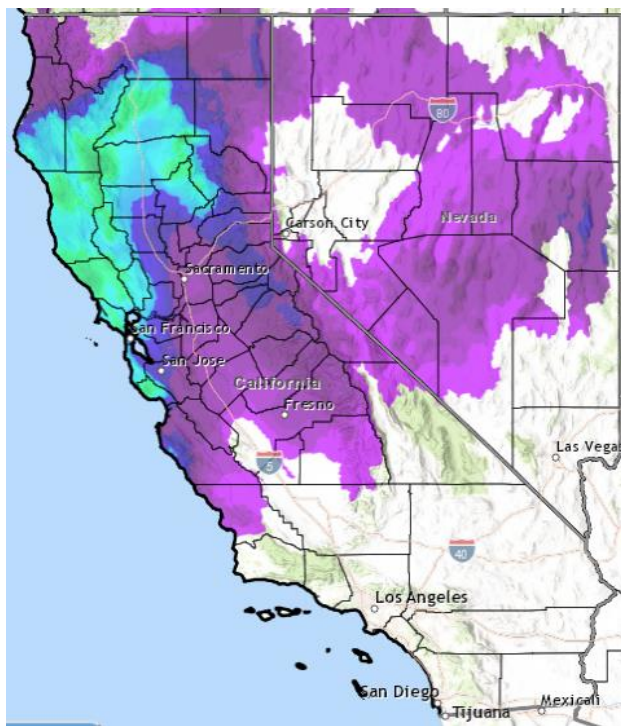 80
Nevada
Carson City
Sacramento
San Francisco
San Jose
California
Fresno
5
Las Vega
40
Los Angeles
San Diego
Tijuana
Mexicali